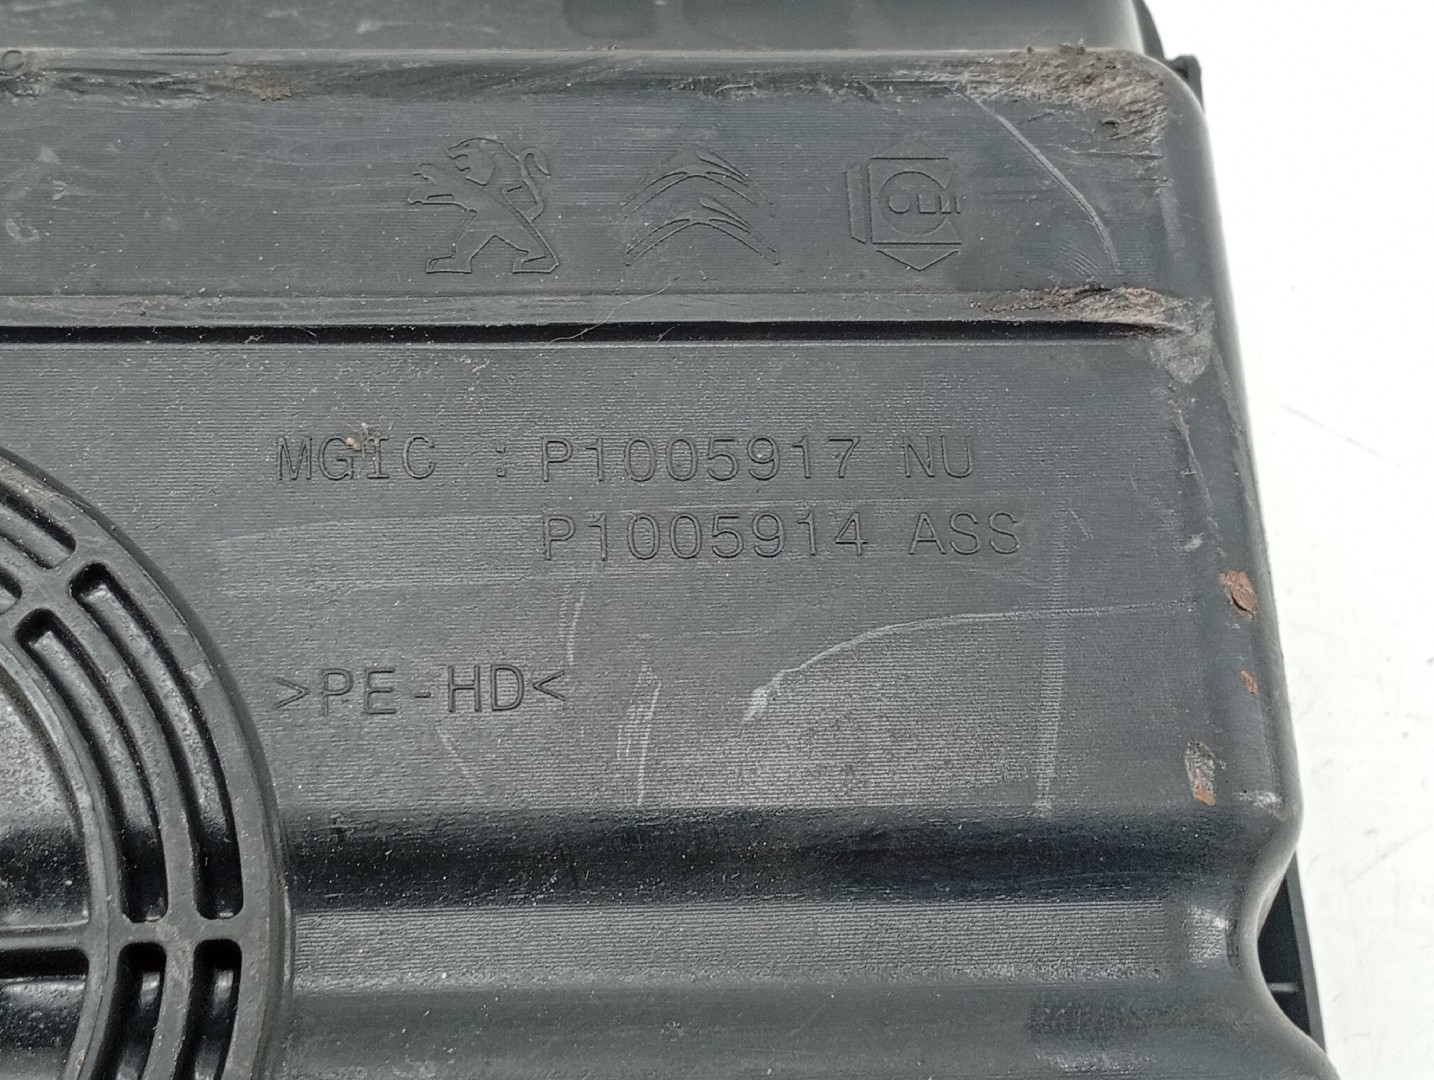 MGIC : P1005917 NU
P1005914 ASS
>PE-HD<